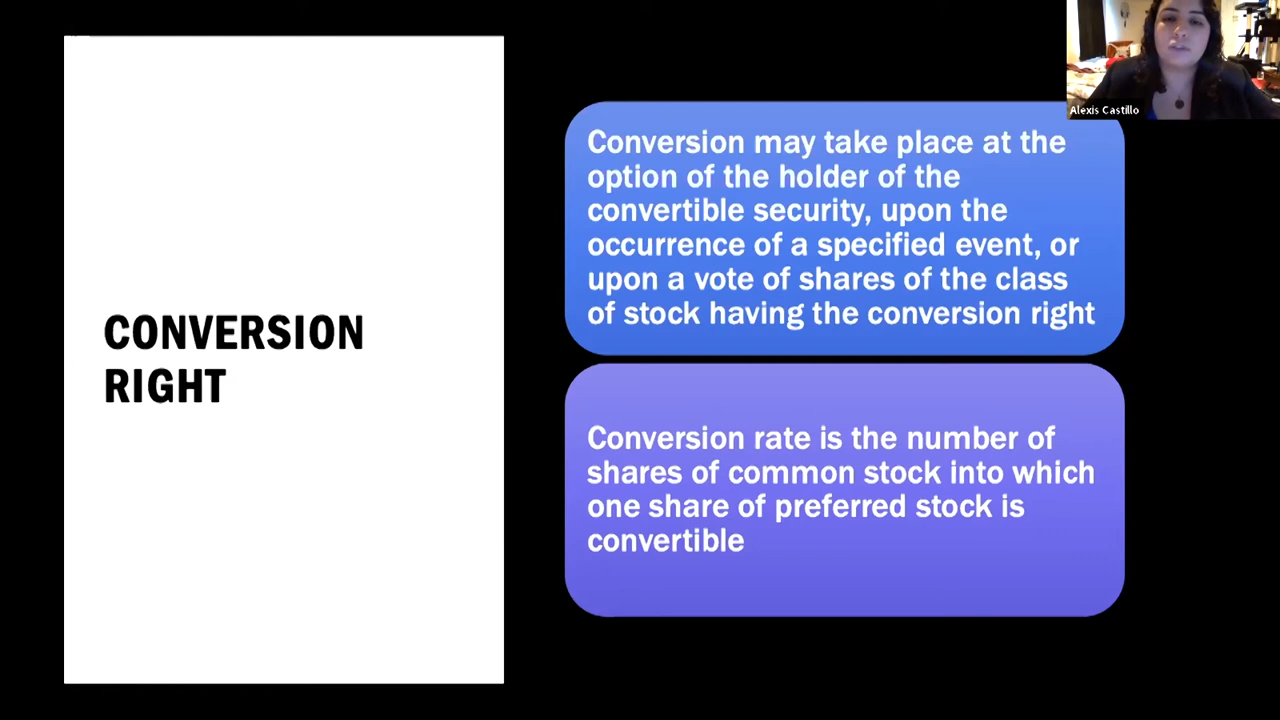 CONVERSION
RIGHT
Conversion may take place at the
option of the holder of the
convertible security, upon the
occurrence of a specified event, or
upon a vote of shares of the class
of stock having the conversion right
Conversion rate is the number of
shares of common stock into which
one share of preferred stock is
convertible
Alexis Castillo